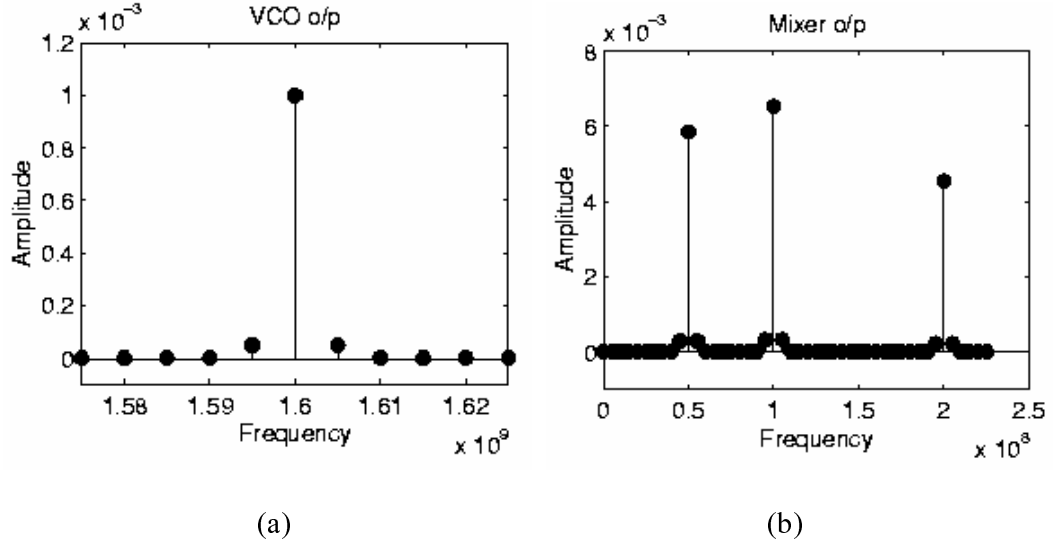 x 10⁻³
VCO o/p
1.2
1
0.8
0.6
0.4
0.2
0
Amplitude
1.58
1.59
1.6
1.61
1.62
Frequency
x 10⁹
(a)
x 10⁻³
Mixer o/p
8
6
4
2
0
Amplitude
0
0.5
1
1.5
2
2.5
Frequency
x 10⁸
(b)